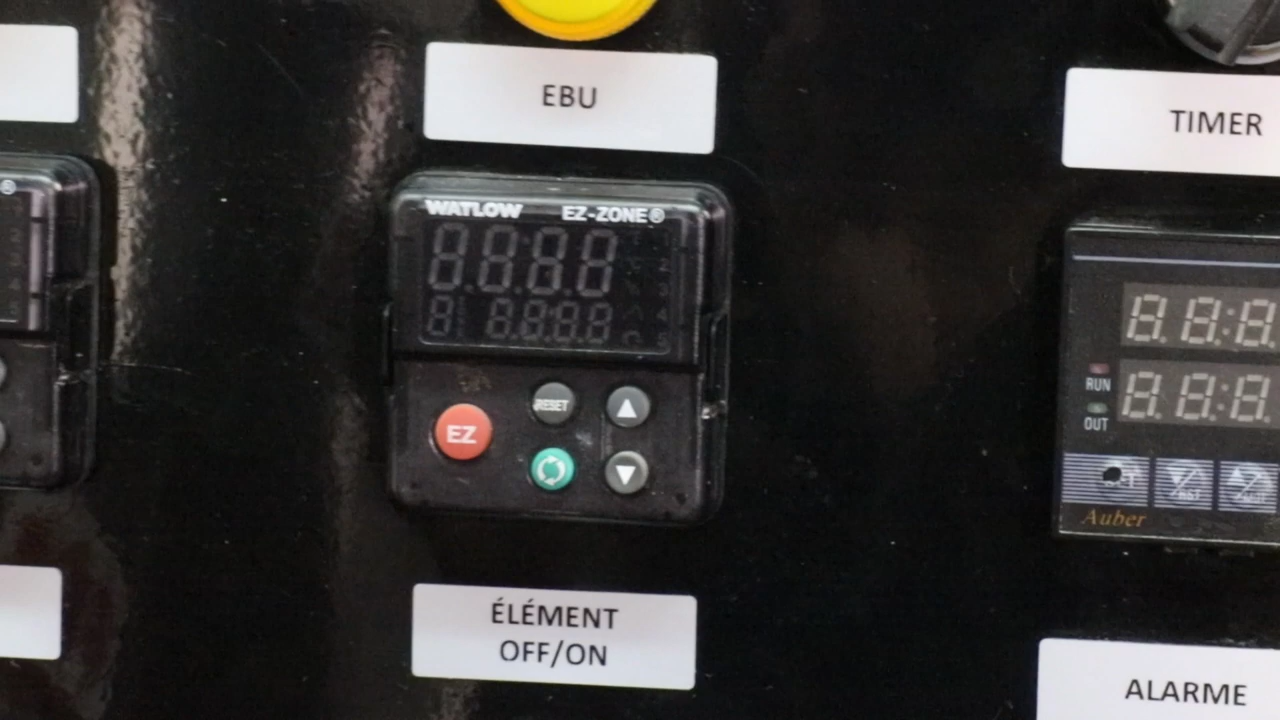 EBU
TIMER
WATLOW EZ-ZONE®
®
RESET
EZ
RUN
OUT
Auber
ÉLÉMENT
OFF/ON
ALARME